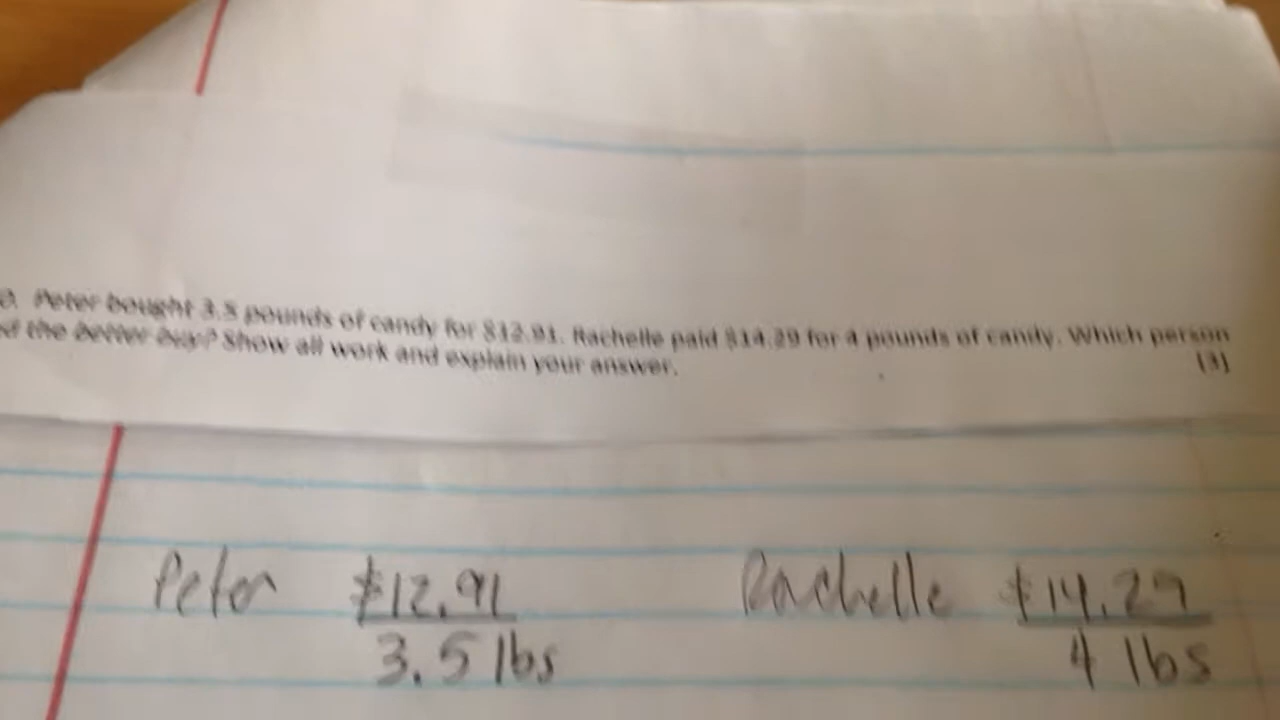 Peter bought 3.5 pounds of candy for $12.91. Rachelle paid $14.29 for 4 pounds of candy. Which person
the better buy? Show all work and explain your answer.
[3]
Peter $12.91 Rachelle $14.29
3.5 lbs 4 lbs